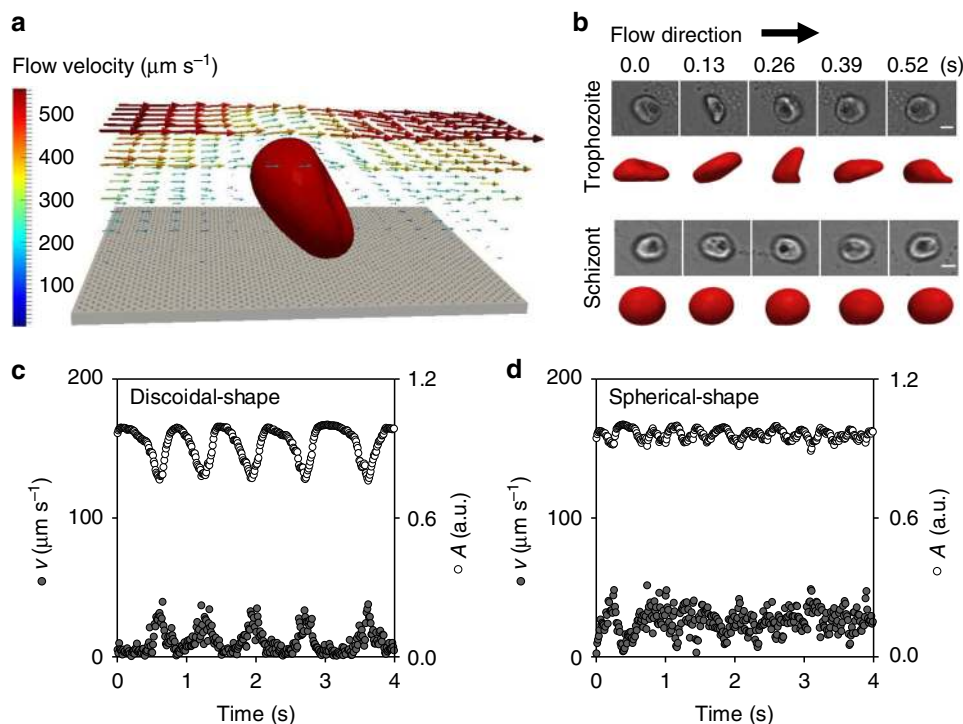 a
Flow velocity (μm s⁻¹)
500
400
300
200
100
b
Flow direction
0.0 0.13 0.26 0.39 0.52 (s)
Trophozoite
Schizont
c
200
100
0
v (μm s⁻¹)
Discoidal-shape
1.2
0.6
0.0
A (a.u.)
0 1 2 3 4
Time (s)
d
200
100
0
v (μm s⁻¹)
Spherical-shape
1.2
0.6
0.0
A (a.u.)
0 1 2 3 4
Time (s)